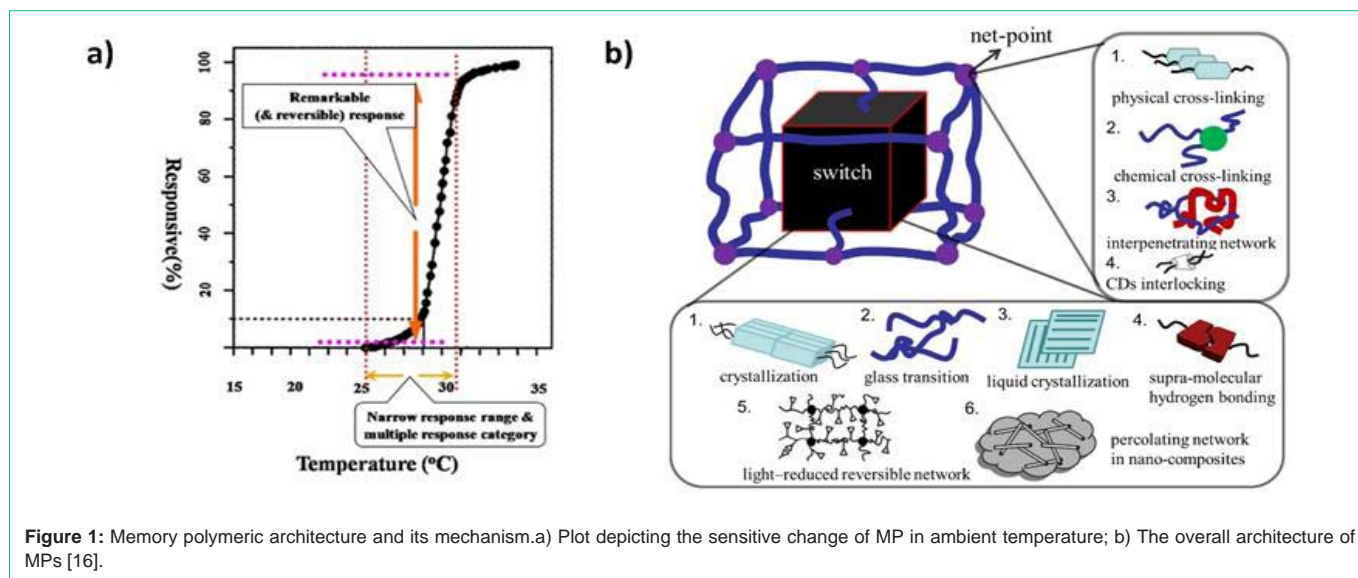 a)
100
80
60
40
20
Responsive(%)
Remarkable
(& reversible) response
15
20
25
30
35
Narrow response range &
multiple response category
Temperature (°C)
b)
net-point
switch
1.
physical cross-linking
2.
chemical cross-linking
3.
interpenetrating network
4.
CDs interlocking
1.
crystallization
2.
glass transition
3.
liquid crystallization
4.
supra-molecular
hydrogen bonding
5.
light-reduced reversible network
6.
percolating network
in nano-composites
Figure 1: Memory polymeric architecture and its mechanism.a) Plot depicting the sensitive change of MP in ambient temperature; b) The overall architecture of
MPs [16].